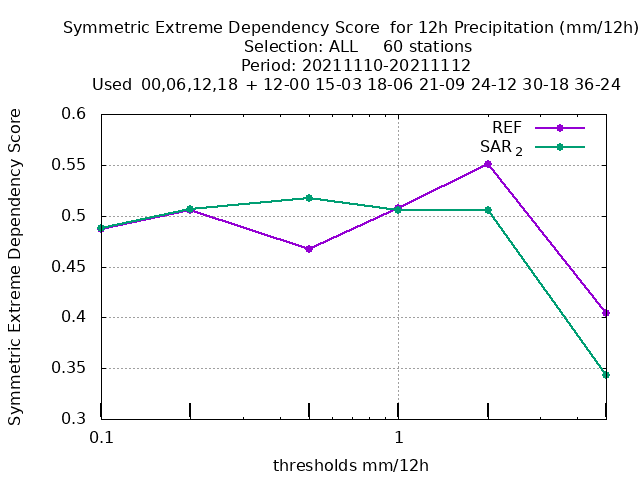 Symmetric Extreme Dependency Score  for 12h Precipitation (mm/12h)
Selection: ALL     60 stations
Period: 20211110-20211112
Used  00,06,12,18  + 12-00 15-03 18-06 21-09 24-12 30-18 36-24
0.6
0.55
0.5
0.45
0.4
0.35
0.3
Symmetric Extreme Dependency Score
REF
SAR 2
0.1 1
thresholds mm/12h